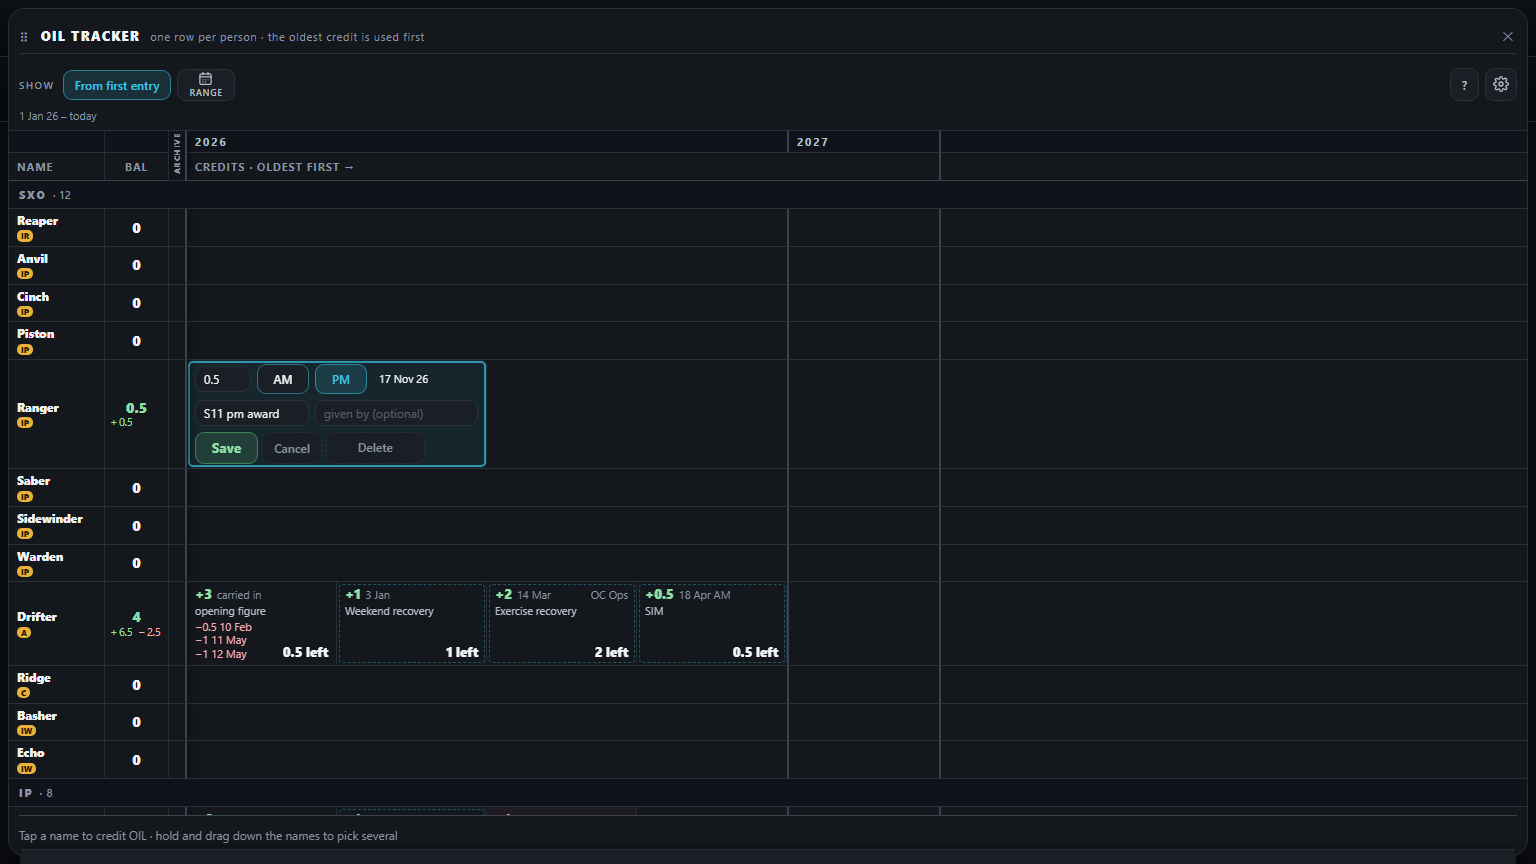 OIL TRACKER one row per person · the oldest credit is used first
SHOW From first entry RANGE ?
1 Jan 26 – today
ARCHIVE 2026 2027
NAME BAL CREDITS · OLDEST FIRST →
SXO · 12
Reaper 0
IR
Anvil 0
IP
Cinch 0
IP
Piston 0
IP
0.5 AM PM 17 Nov 26
Ranger 0.5
IP +0.5
S11 pm award given by (optional)
Save Cancel Delete
Saber 0
IP
Sidewinder 0
IP
Warden 0
IP
Drifter 4
A +6.5 −2.5
+3 carried in
opening figure
−0.5 10 Feb
−1 11 May
−1 12 May 0.5 left
+1 3 Jan
Weekend recovery
1 left
+2 14 Mar OC Ops
Exercise recovery
2 left
+0.5 18 Apr AM
SIM
0.5 left
Ridge 0
C
Basher 0
IW
Echo 0
IW
IP · 8
Tap a name to credit OIL · hold and drag down the names to pick several